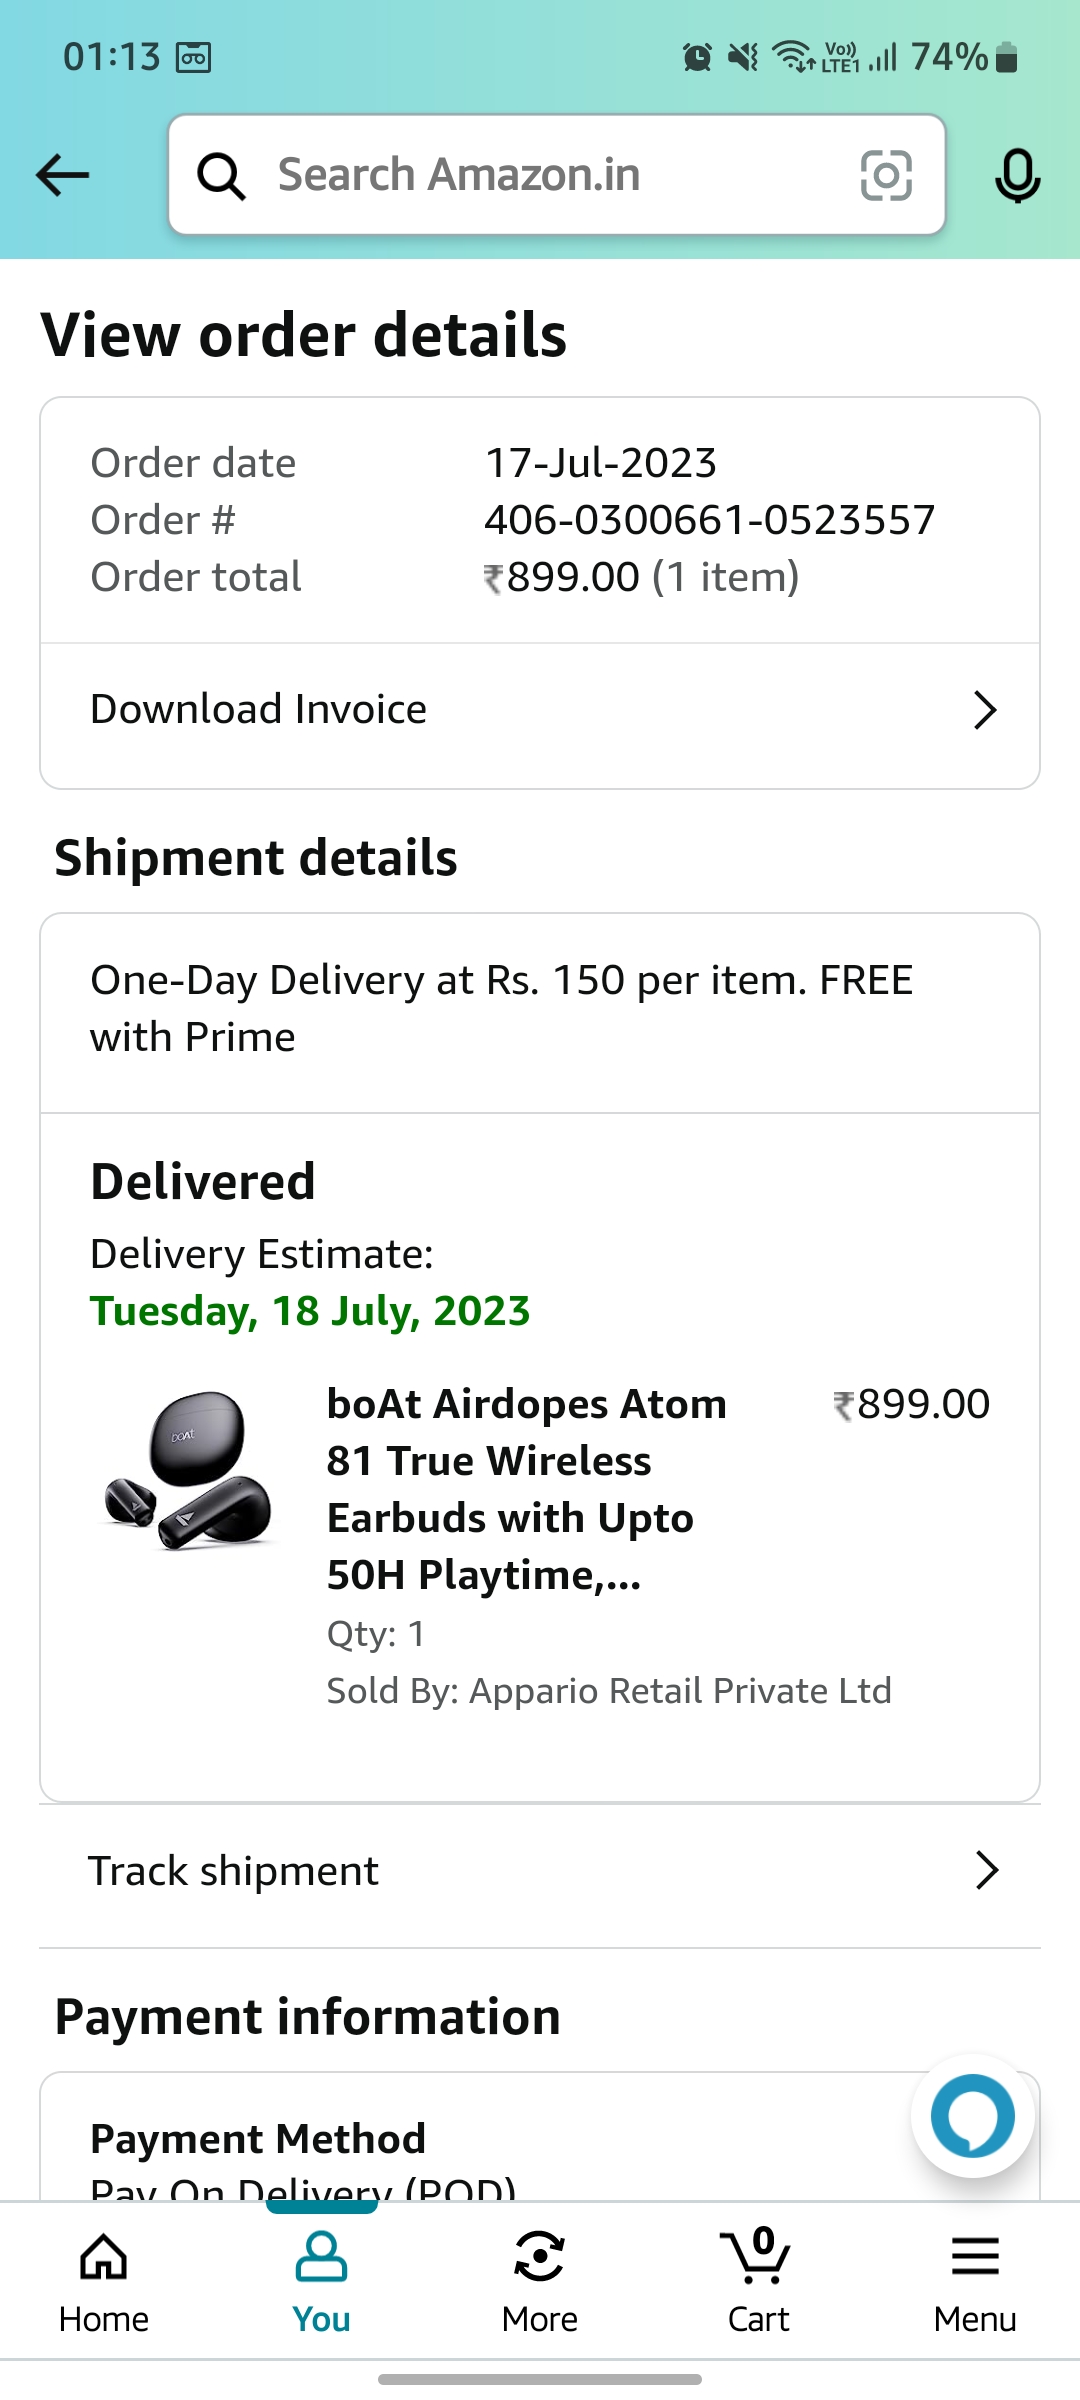 01:13 Vo)) LTE1 74%
Search Amazon.in
View order details
Order date 17-Jul-2023
Order # 406-0300661-0523557
Order total ₹899.00 (1 item)
Download Invoice
Shipment details
One-Day Delivery at Rs. 150 per item. FREE
with Prime
Delivered
Delivery Estimate:
Tuesday, 18 July, 2023
boAt
boAt Airdopes Atom ₹899.00
81 True Wireless
Earbuds with Upto
50H Playtime,...
Qty: 1
Sold By: Appario Retail Private Ltd
Track shipment
Payment information
Payment Method
Pay On Delivery (POD)
0
Home You More Cart Menu